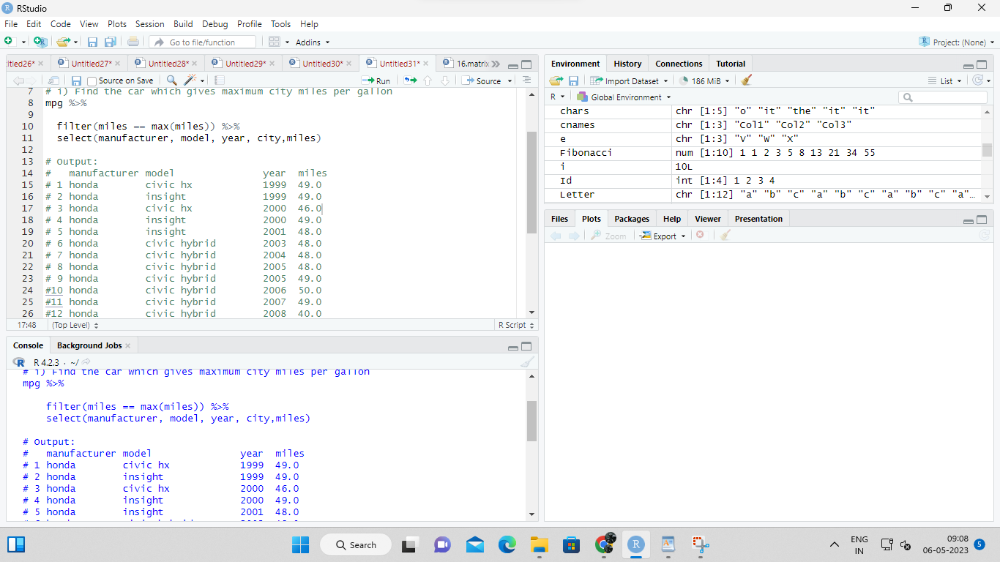 RStudio
File Edit Code View Plots Session Build Debug Profile Tools Help
Go to file/function Addins Project: (None)
titled26* Untitled27* Untitled28* Untitled29* Untitled30* Untitled31* 16.matrix
Source on Save Run Source
7 # i) Find the car which gives maximum city miles per gallon
8 mpg %>%
9
10 filter(miles == max(miles)) %>%
11 select(manufacturer, model, year, city,miles)
12
13 # Output:
14 # manufacturer model year miles
15 # 1 honda civic hx 1999 49.0
16 # 2 honda insight 1999 49.0
17 # 3 honda civic hx 2000 46.0
18 # 4 honda insight 2000 49.0
19 # 5 honda insight 2001 48.0
20 # 6 honda civic hybrid 2003 48.0
21 # 7 honda civic hybrid 2004 48.0
22 # 8 honda civic hybrid 2005 48.0
23 # 9 honda civic hybrid 2005 49.0
24 #10 honda civic hybrid 2006 50.0
25 #11 honda civic hybrid 2007 49.0
26 #12 honda civic hybrid 2008 40.0
17:48 (Top Level) R Script
Console Background Jobs
R 4.2.3 · ~/
# i) Find the car which gives maximum city miles per gallon
mpg %>%
filter(miles == max(miles)) %>%
select(manufacturer, model, year, city,miles)
# Output:
# manufacturer model year miles
# 1 honda civic hx 1999 49.0
# 2 honda insight 1999 49.0
# 3 honda civic hx 2000 46.0
# 4 honda insight 2000 49.0
# 5 honda insight 2001 48.0
Environment History Connections Tutorial
Import Dataset 186 MiB List
R Global Environment
chars chr [1:5] "o" "it" "the" "it" "it"
cnames chr [1:3] "Col1" "Col2" "Col3"
e chr [1:3] "V" "W" "X"
Fibonacci num [1:10] 1 1 2 3 5 8 13 21 34 55
i 10L
Id int [1:4] 1 2 3 4
Letter chr [1:12] "a" "b" "c" "a" "b" "c" "a" "b" "c" "a"…
Files Plots Packages Help Viewer Presentation
Zoom Export
Search
ENG
IN
09:08
06-05-2023
5